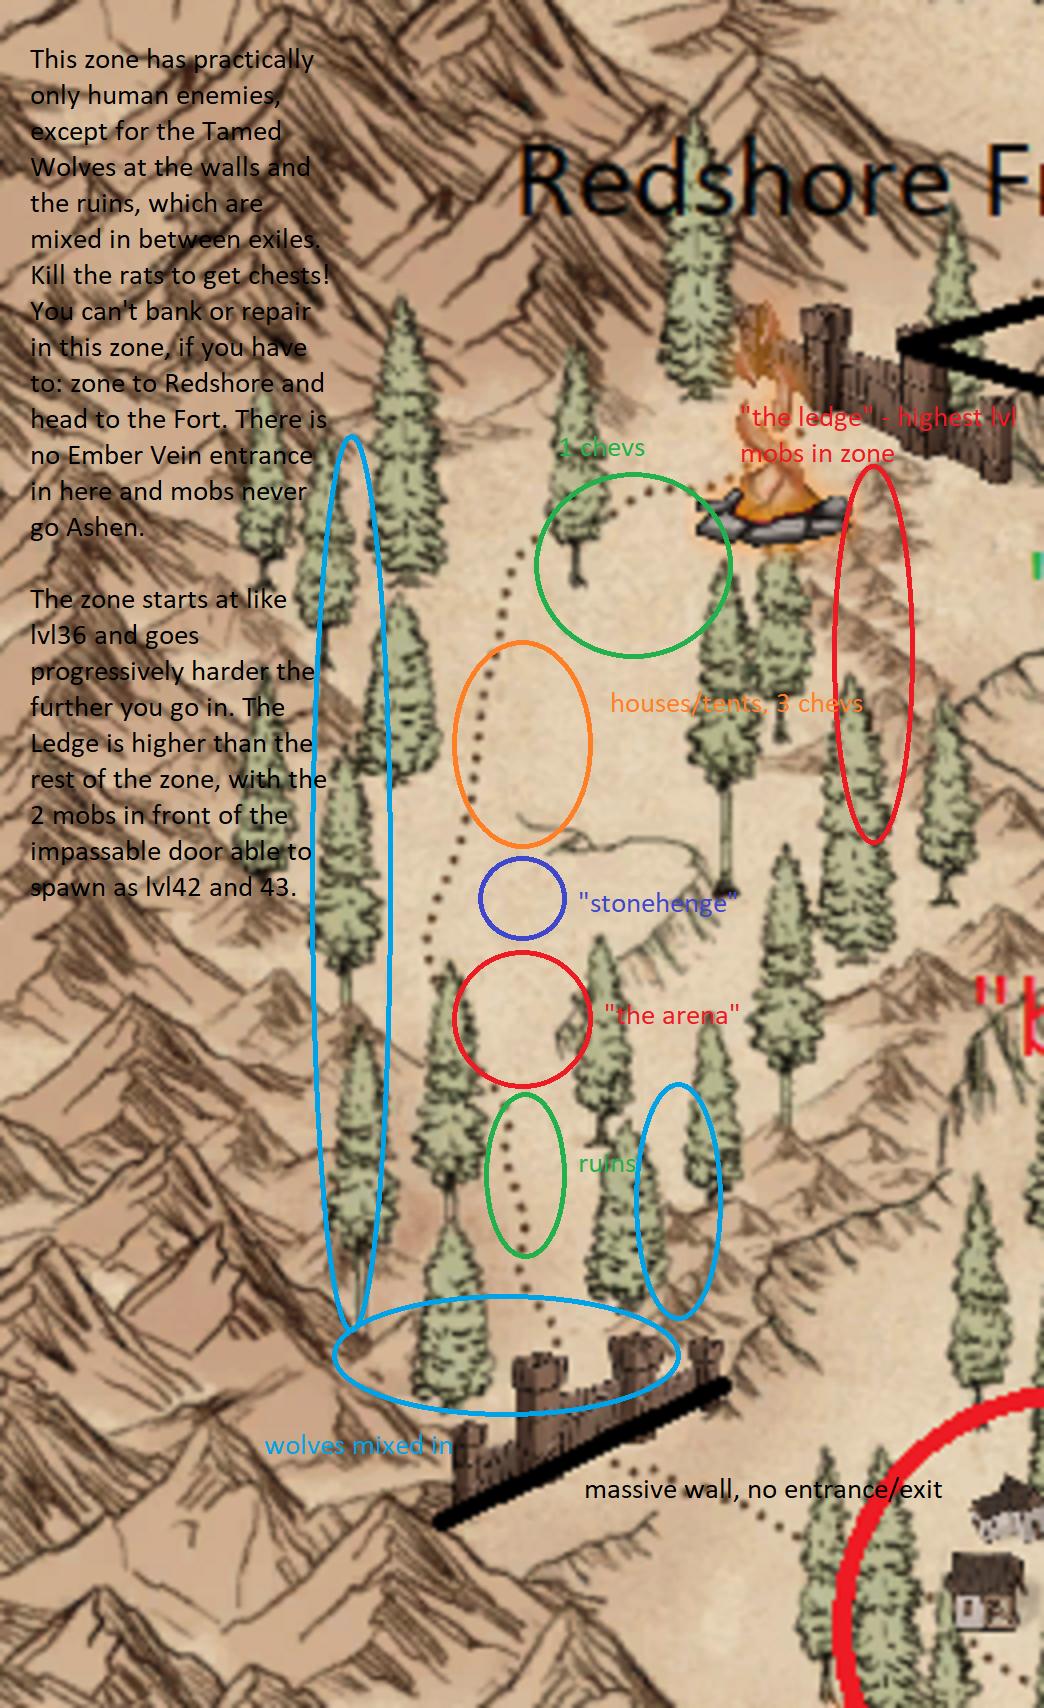 This zone has practically
only human enemies,
except for the Tamed
Wolves at the walls and
the ruins, which are
mixed in between exiles.
Kill the rats to get chests!
You can't bank or repair
in this zone, if you have
to: zone to Redshore and
head to the Fort. There is
no Ember Vein entrance
in here and mobs never
go Ashen.
The zone starts at like
lvl36 and goes
progressively harder the
further you go in. The
Ledge is higher than the
rest of the zone, with the
2 mobs in front of the
impassable door able to
spawn as lvl42 and 43.
Redshore
"the ledge" - highest lvl
mobs in zone
1 chevs
houses/tents, 3 chevs
"stonehenge"
"the arena"
ruins
wolves mixed in
massive wall, no entrance/exit